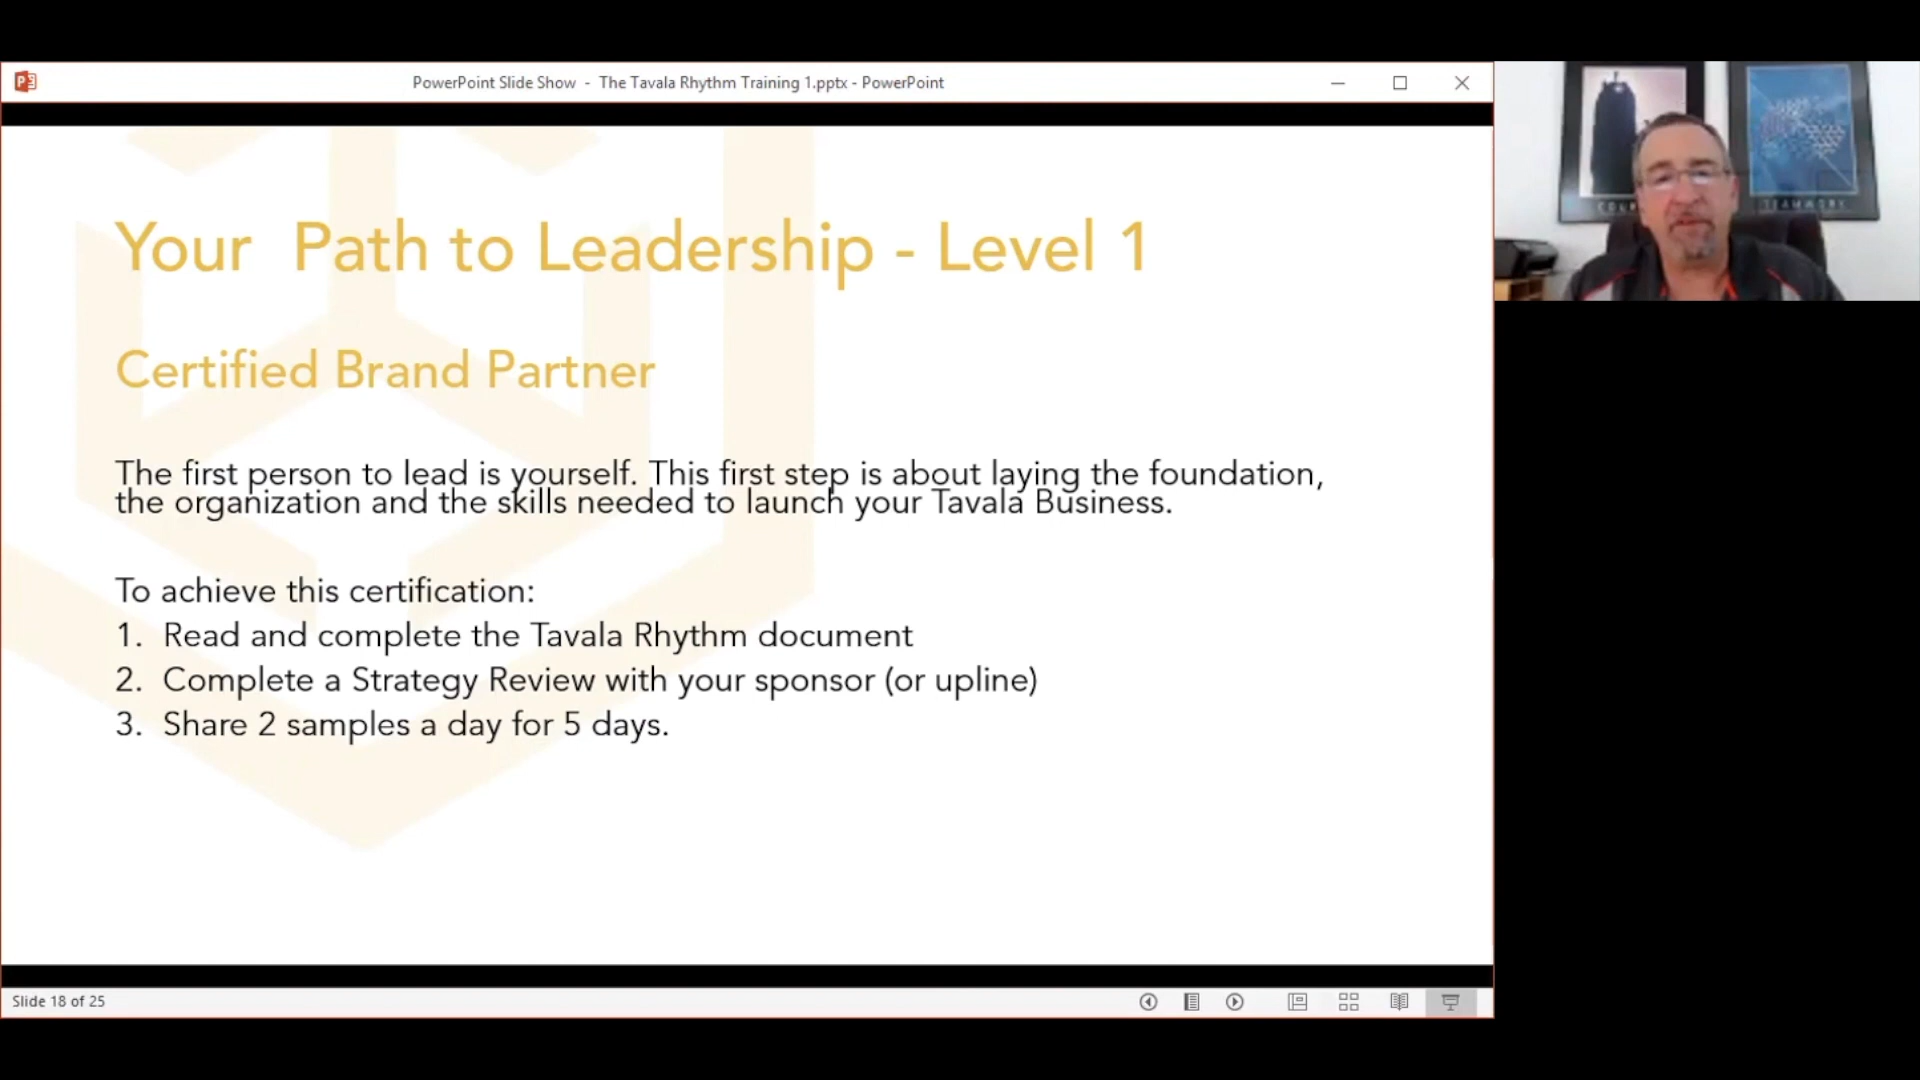 PowerPoint Slide Show - The Tavala Rhythm Training 1.pptx - PowerPoint
Your Path to Leadership - Level 1
Certified Brand Partner
The first person to lead is yourself. This first step is about laying the foundation,
the organization and the skills needed to launch your Tavala Business.
To achieve this certification:
1. Read and complete the Tavala Rhythm document
2. Complete a Strategy Review with your sponsor (or upline)
3. Share 2 samples a day for 5 days.
TEAMWORK
Slide 18 of 25